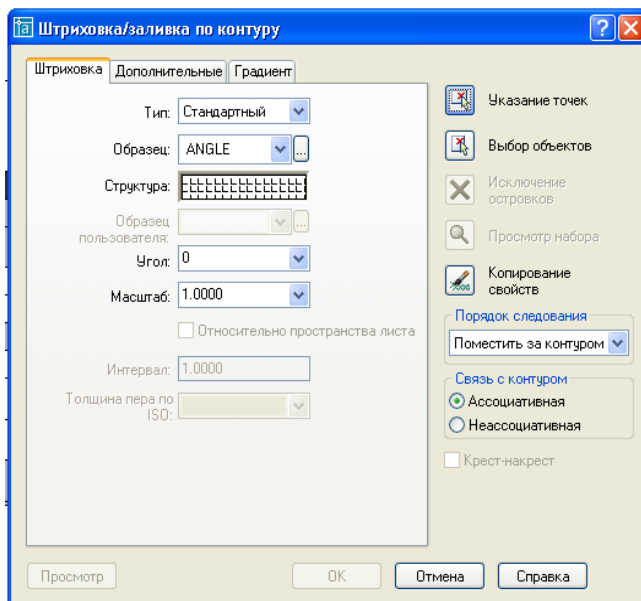 Штриховка/заливка по контуру
Штриховка Дополнительные Градиент
Тип: Стандартный
Образец: ANGLE ...
Структура:
Образец пользователя: ...
Угол: 0
Масштаб: 1.0000
Относительно пространства листа
Интервал: 1.0000
Толщина пера по ISO:
Указание точек
Выбор объектов
Исключение
островков
Просмотр набора
Копирование
свойств
Порядок следования
Поместить за контуром
Связь с контуром
Ассоциативная
Неассоциативная
Крест-накрест
Просмотр OK Отмена Справка